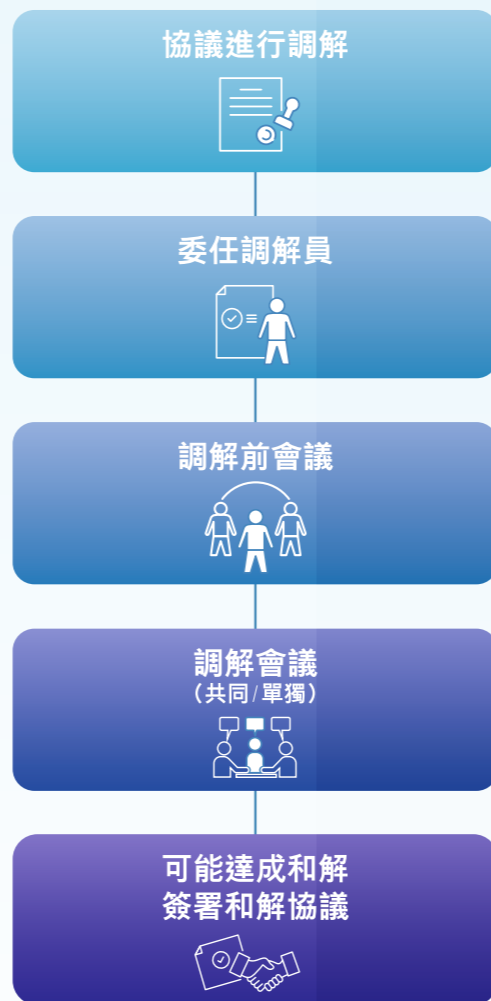 協議進行調解
委任調解員
調解前會議
調解會議
（共同/單獨）
可能達成和解
簽署和解協議